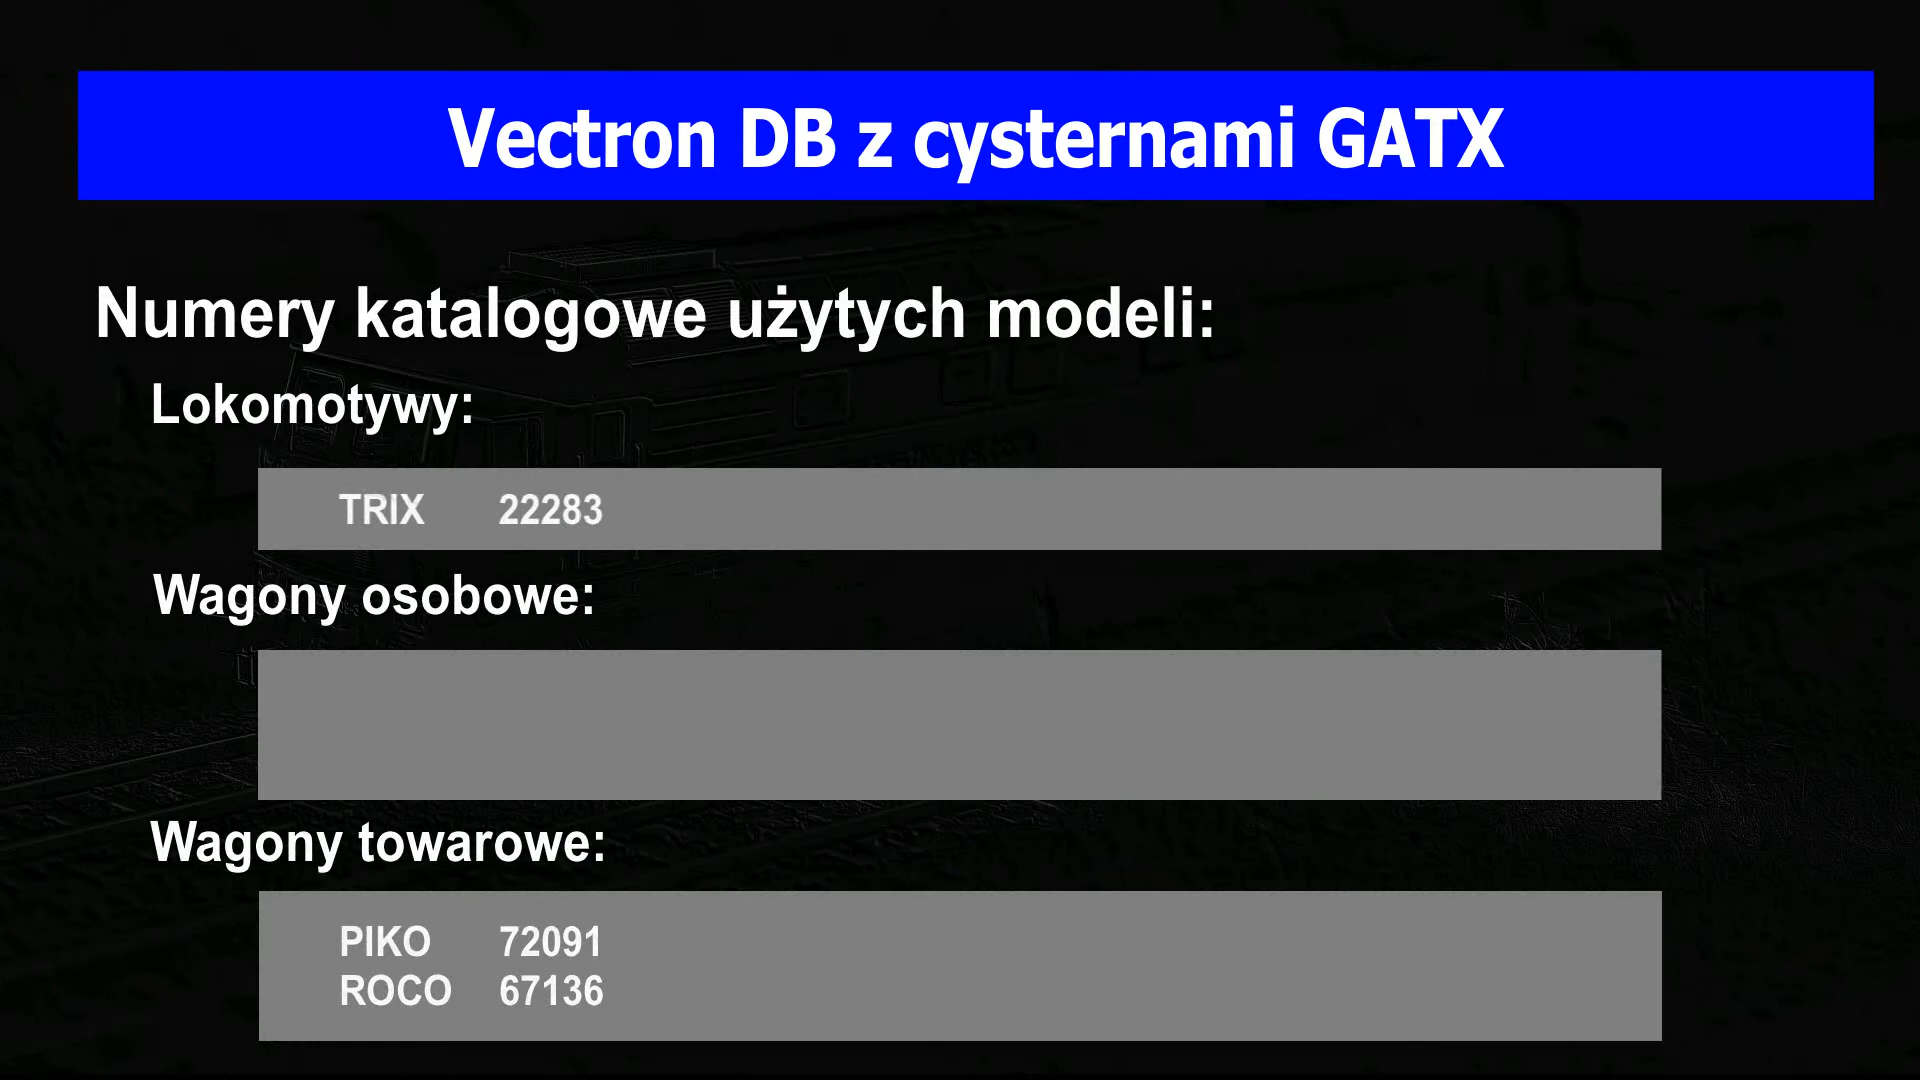 Vectron DB z cysternami GATX
Numery katalogowe użytych modeli:
Lokomotywy:
TRIX 22283
Wagony osobowe:
Wagony towarowe:
PIKO 72091
ROCO 67136